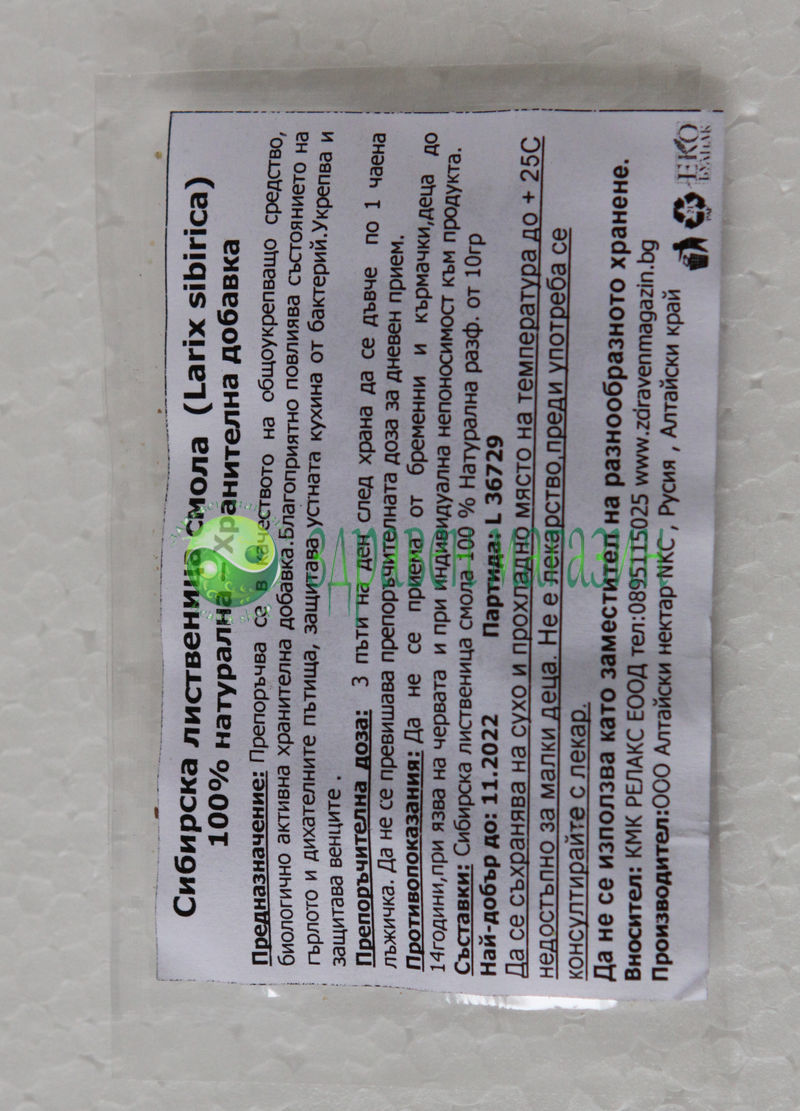 Сибирска лиственица смола (Larix sibirica)
100% натурална – хранителна добавка
Предназначение: Препоръчва се в качеството на общоукрепващо средство,
биологично активна хранителна добавка.Благоприятно повлиява състоянието на
гърлото и дихателните пътища, защитава устната кухина от бактерий.Укрепва и
защитава венците .
Препоръчителна доза: 3 пъти на ден след храна да се дъвче по 1 чаена
лъжичка. Да не се превишава препоръчителната доза за дневен прием.
Противопоказания: Да не се приема от бременни и кърмачки,деца до
14години,при язва на червата и при индивидуална непоносимост към продукта.
Съставки: Сибирска лиственица смола 100 % Натурална разф. от 10гр
Най-добър до: 11.2022 Партида: L 36729
Да се съхранява на сухо и прохладно място на температура до + 25С
недостъпно за малки деца. Не е лекарство,преди употреба се
консултирайте с лекар.
Да не се използва като заместител на разнообразното хранене.
Вносител: КМК РЕЛАКС ЕООД тел:0895115025 www.zdravenmagazin.bg
Производител:ООО Алтайски нектар НКС , Русия , Алтайски край
ЕКО
БУЛПАК
здравен магазин